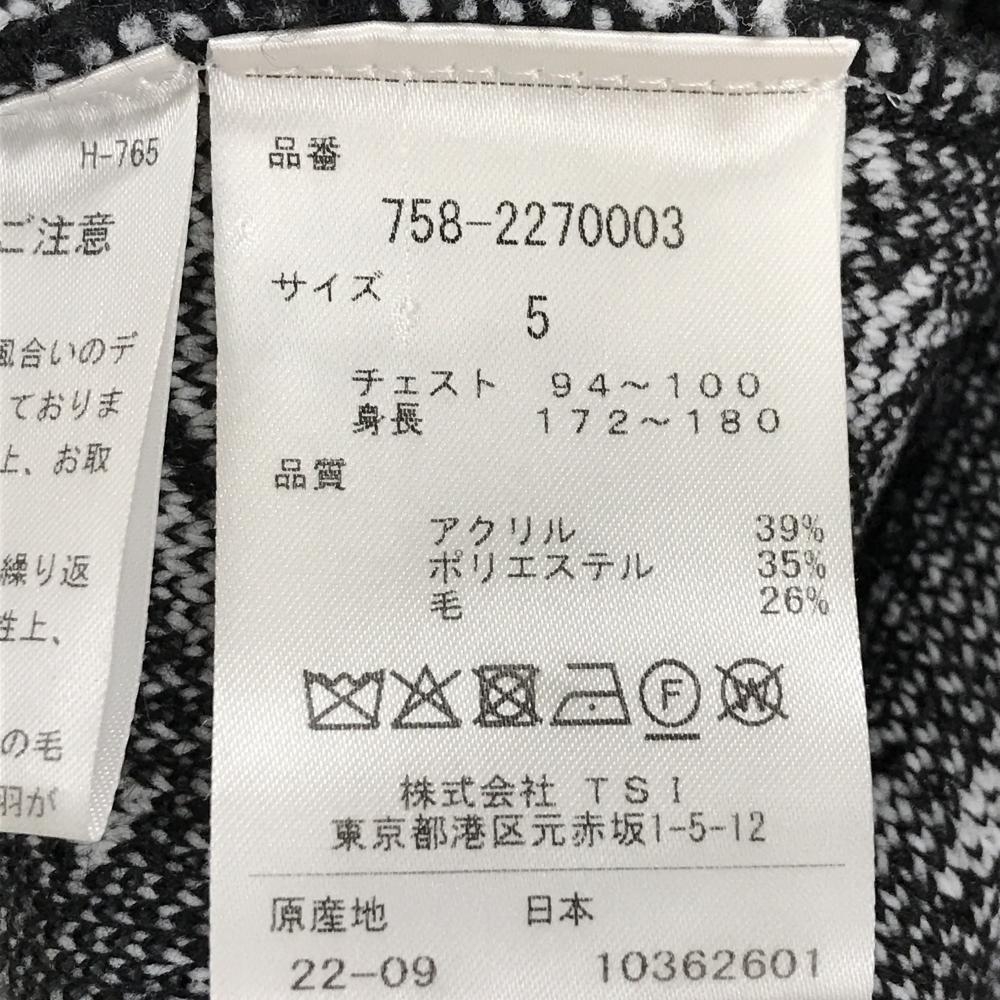 H-765
ご注意
風合いのデ
ておりま
上、お取
繰り返
性上、
の毛
羽が
品番
758-2270003
サイズ
5
チェスト 94~100
身長 172~180
品質
アクリル 39%
ポリエステル 35%
毛 26%
F W
株式会社 TSI
東京都港区元赤坂1-5-12
原産地 日本
22-09 10362601